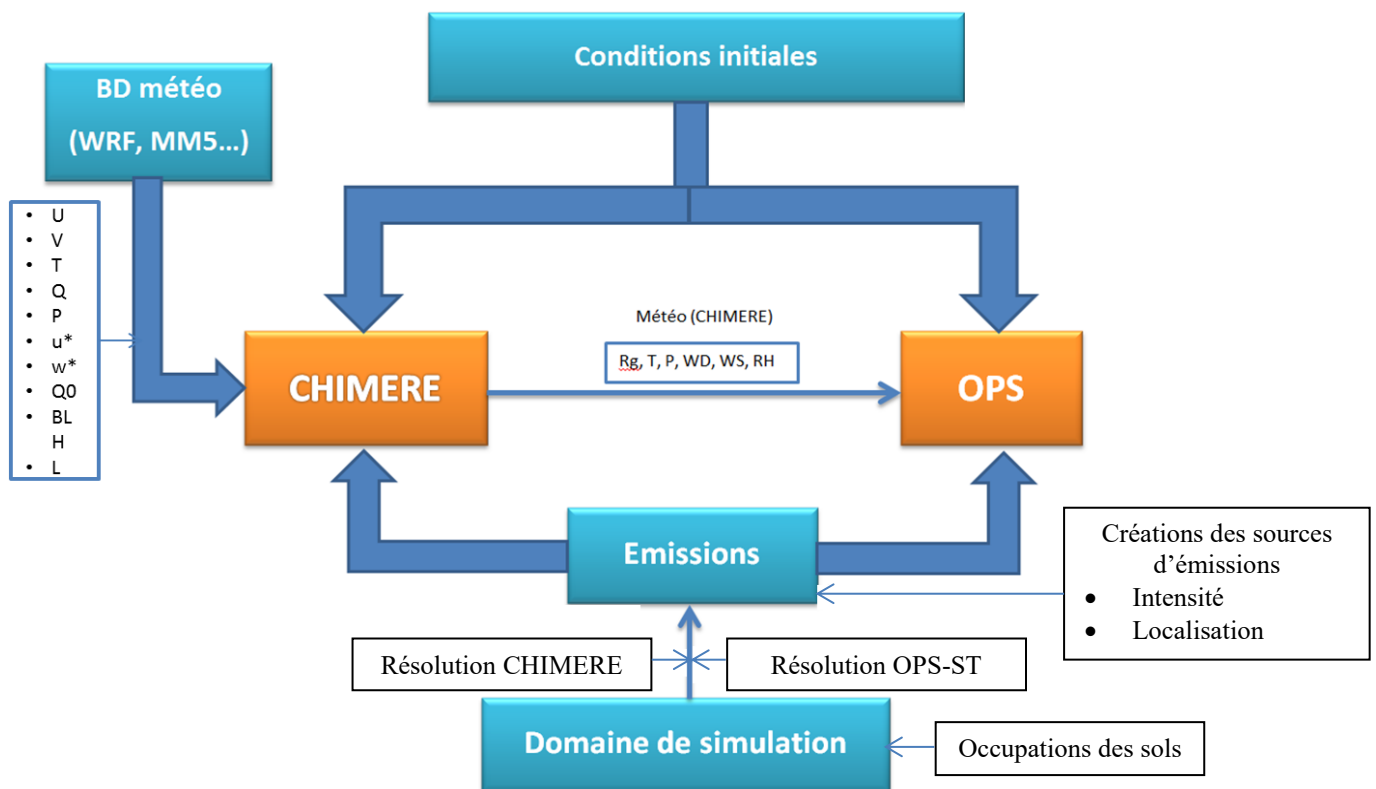 Conditions initiales
BD météo
(WRF, MM5...)
• U
• V
• T
• Q
• P
• u*
• w*
• Q0
• BL
H
• L
Météo (CHIMERE)
Rg, T, P, WD, WS, RH
CHIMERE
OPS
Emissions
Créations des sources
d’émissions
• Intensité
• Localisation
Résolution CHIMERE
Résolution OPS-ST
Domaine de simulation
Occupations des sols